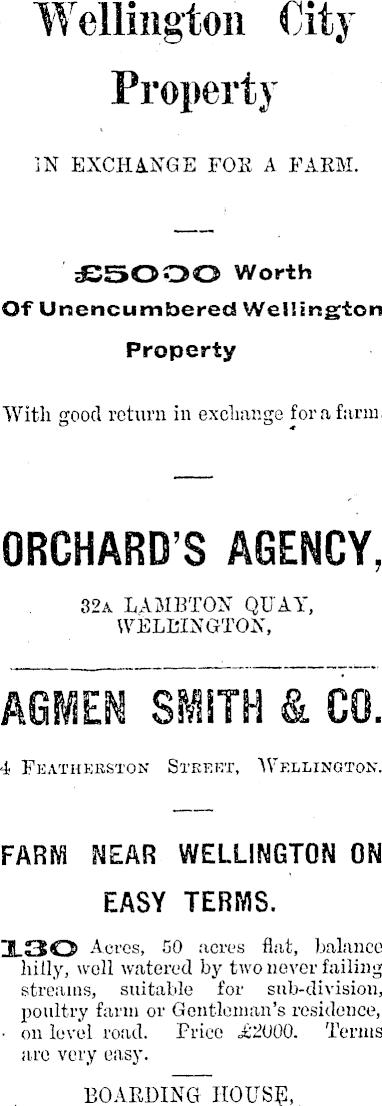 Wellington City
Property
IN EXCHANGE FOR A FARM.
£5000 Worth
Of Unencumbered Wellington
Property
With good return in exchange for a farm.
ORCHARD'S AGENCY,
32A LAMBTON QUAY,
WELLINGTON,
AGMEN SMITH & CO.
4 FEATHERSTON STREET, WELLINGTON.
FARM NEAR WELLINGTON ON
EASY TERMS.
130 Acres, 50 acres flat, balance
hilly, well watered by two never failing
streams, suitable for sub-division,
poultry farm or Gentleman's residence,
on level road. Price £2000. Terms
are very easy.
BOARDING HOUSE,